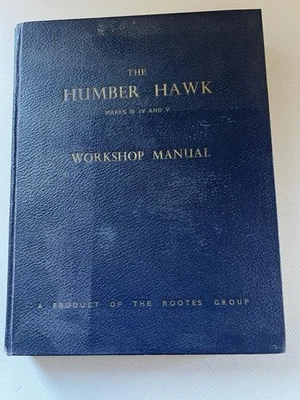 THE
HUMBER HAWK
MARKS III IV AND V
WORKSHOP MANUAL
A PRODUCT OF THE ROOTES GROUP